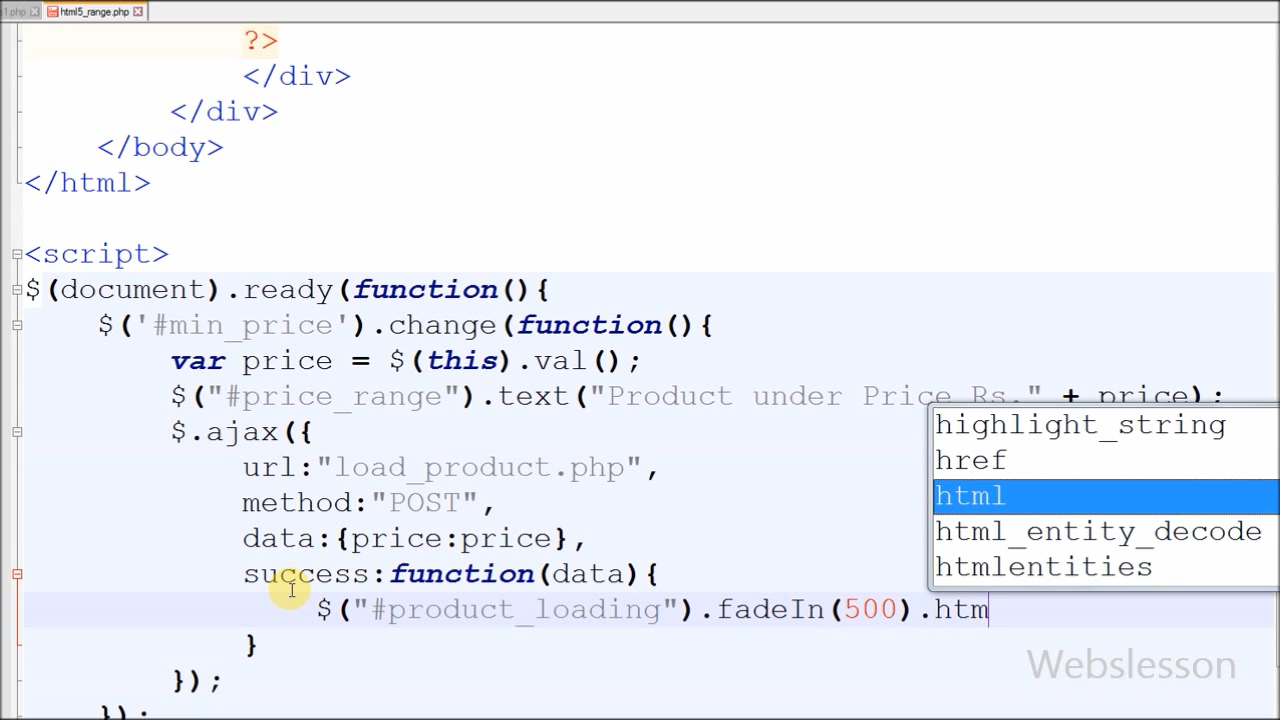 1.php html5_range.php
?>
</div>
</div>
</body>
</html>
<script>
$(document).ready(function(){
$('#min_price').change(function(){
var price = $(this).val();
$("#price_range").text("Product under Price Rs." + price);
$.ajax({
url:"load_product.php",
method:"POST",
data:{price:price},
success:function(data){
$("#product_loading").fadeIn(500).htm
}
});
});
highlight_string
href
html
html_entity_decode
htmlentities
Webslesson